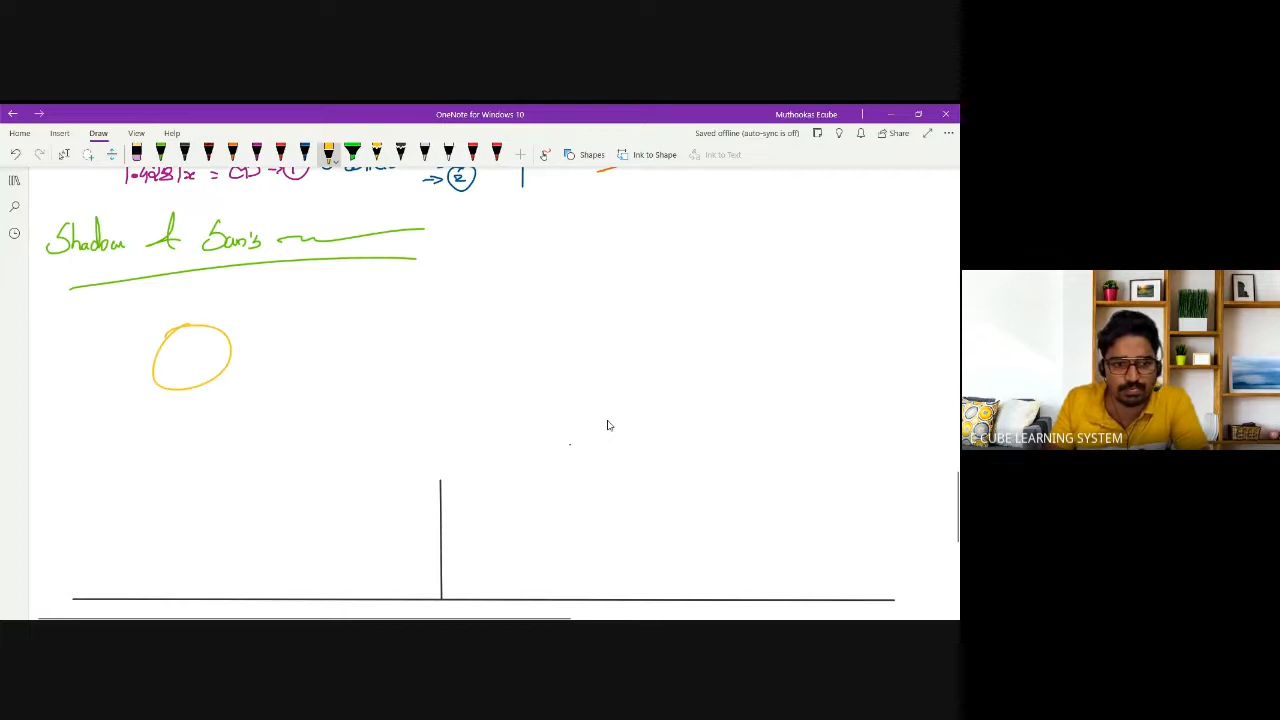 OneNote for Windows 10
Muthookas Ecube
Home Insert Draw View Help
Saved offline (auto-sync is off)
Share
Shapes
Ink to Shape
Ink to Text
Shadow & Sun's
E CUBE LEARNING SYSTEM